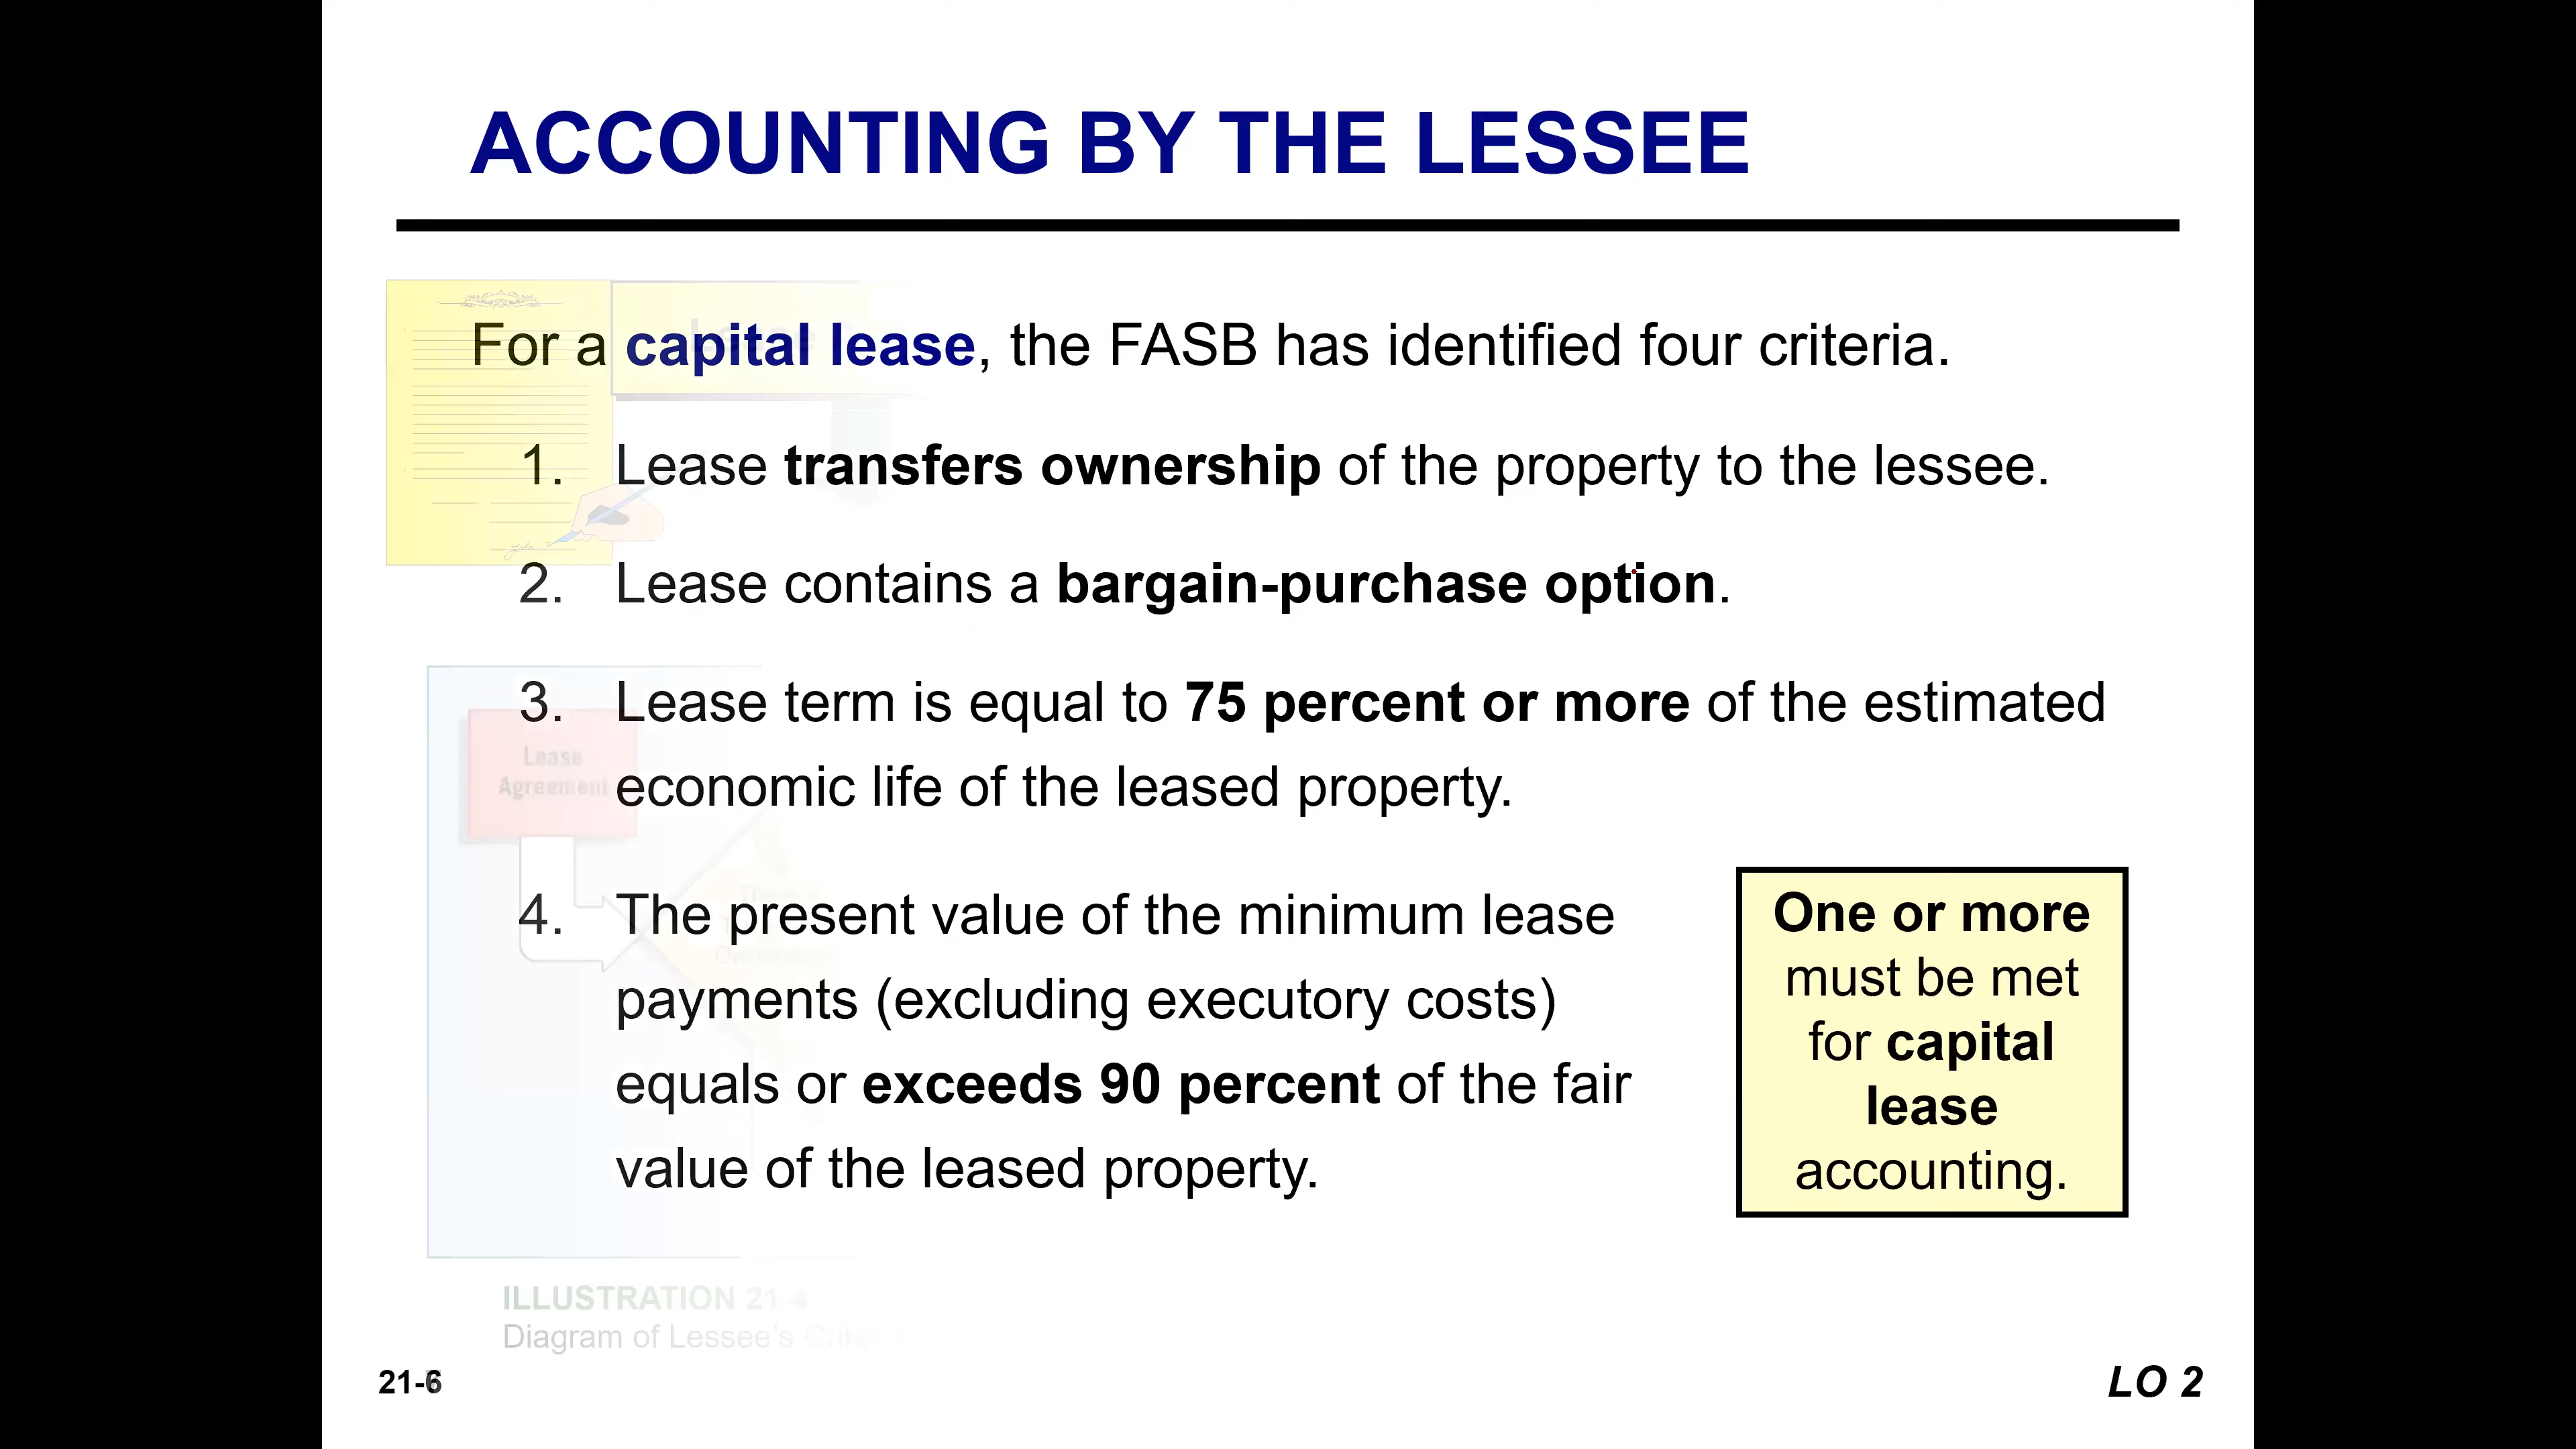 ACCOUNTING BY THE LESSEE
For a capital lease, the FASB has identified four criteria.
1. Lease transfers ownership of the property to the lessee.
2. Lease contains a bargain-purchase option.
3. Lease term is equal to 75 percent or more of the estimated
economic life of the leased property.
Lease
Agreement
4. The present value of the minimum lease
payments (excluding executory costs)
equals or exceeds 90 percent of the fair
value of the leased property.
One or more
must be met
for capital
lease
accounting.
ILLUSTRATION 21-4
Diagram of Lessee's
21-6
LO 2